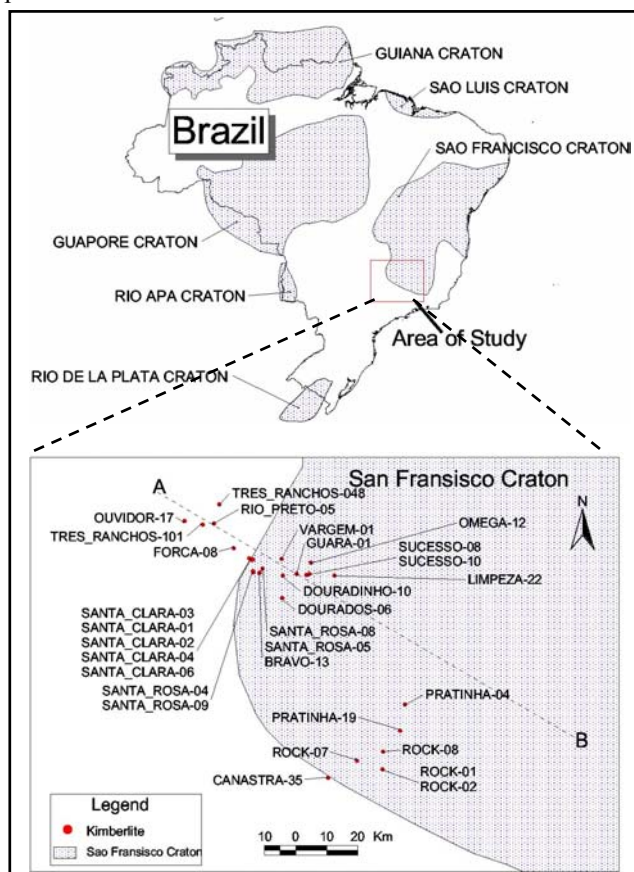 GUIANA CRATON
SAO LUIS CRATON
Brazil
SAO FRANCISCO CRATON
GUAPORE CRATON
RIO APA CRATON
Area of Study
RIO DE LA PLATA CRATON
San Fransisco Craton
A
N
TRES_RANCHOS-048
OUVIDOR-17
RIO_PRETO-05
TRES_RANCHOS-101
VARGEM-01
OMEGA-12
GUARA-01
FORCA-08
SUCESSO-08
SUCESSO-10
LIMPEZA-22
DOURADINHO-10
DOURADOS-06
SANTA_CLARA-03
SANTA_CLARA-01
SANTA_CLARA-02
SANTA_CLARA-04
SANTA_CLARA-06
SANTA_ROSA-08
SANTA_ROSA-05
BRAVO-13
SANTA_ROSA-04
SANTA_ROSA-09
PRATINHA-04
PRATINHA-19
B
ROCK-07
ROCK-08
CANASTRA-35
ROCK-01
ROCK-02
Legend
Kimberlite
Sao Fransisco Craton
10 0 10 20 Km